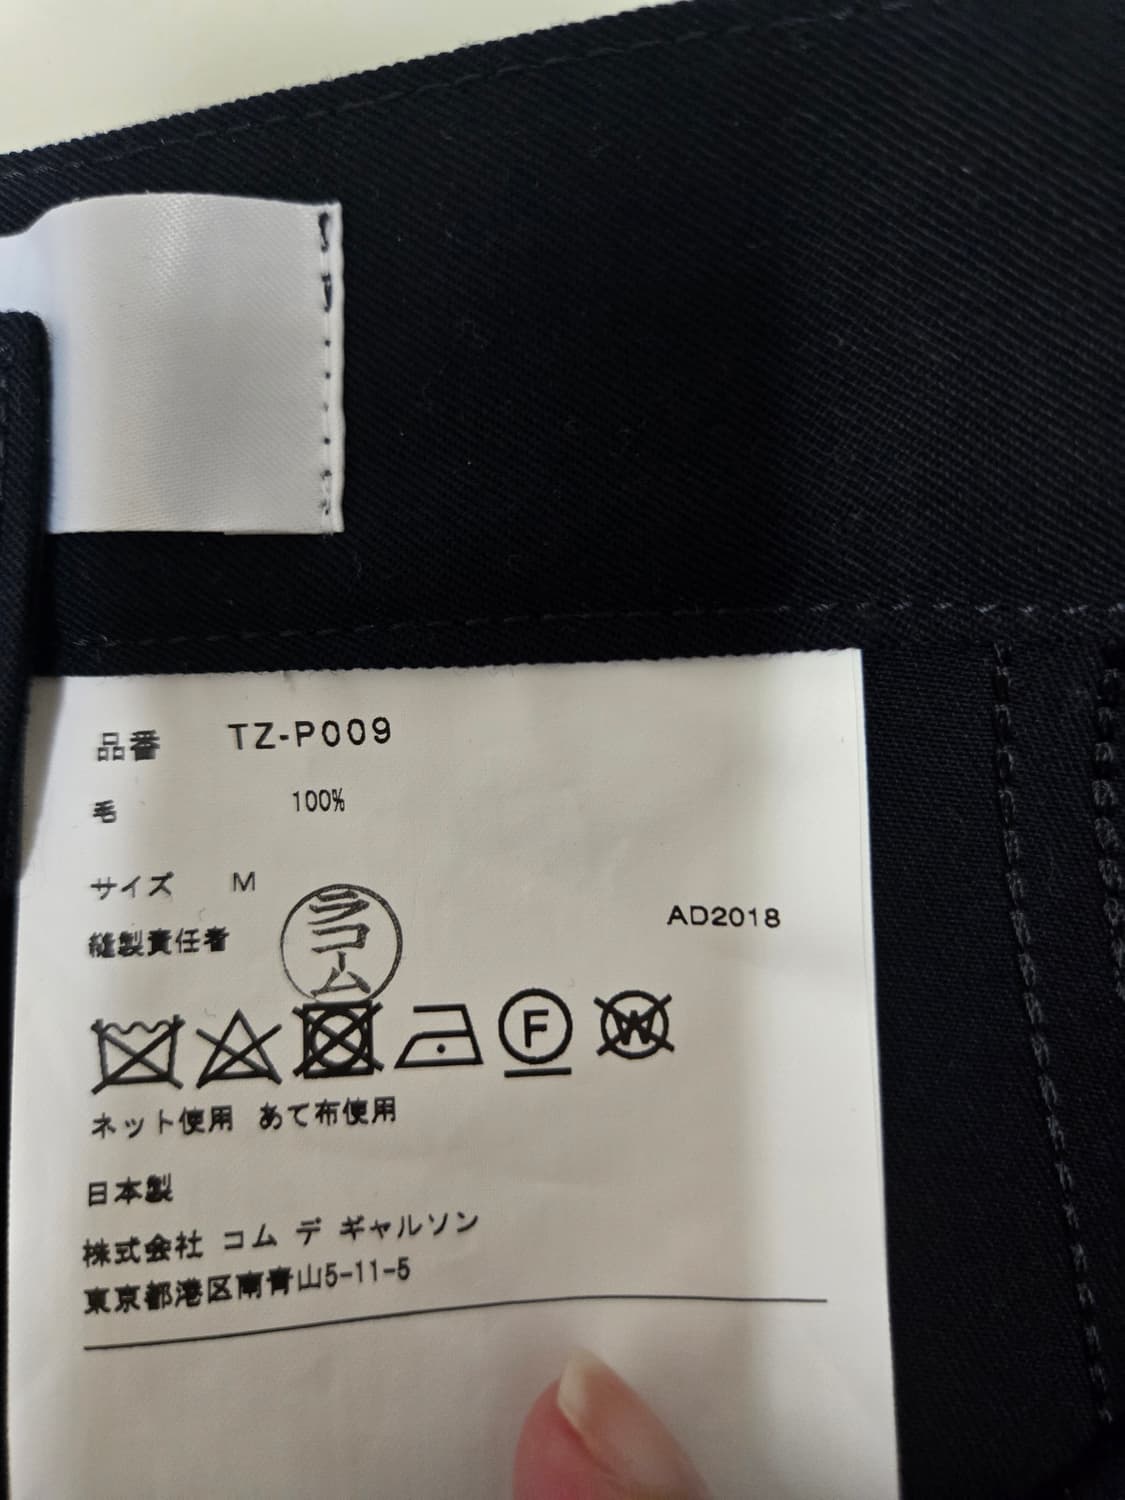 品番 TZ-P009
毛 100%
サイズ M
AD2018
縫製責任者 ラコーム
F W
ネット使用 あて布使用
日本製
株式会社 コム デ ギャルソン
東京都港区南青山5-11-5